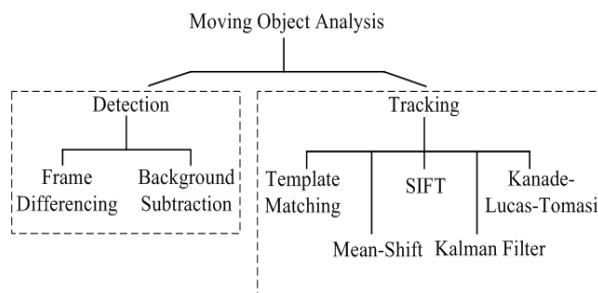 Moving Object Analysis
Detection
Frame
Differencing
Background
Subtraction
Tracking
Template
Matching
Mean-Shift
SIFT
Kalman Filter
Kanade-
Lucas-Tomasi